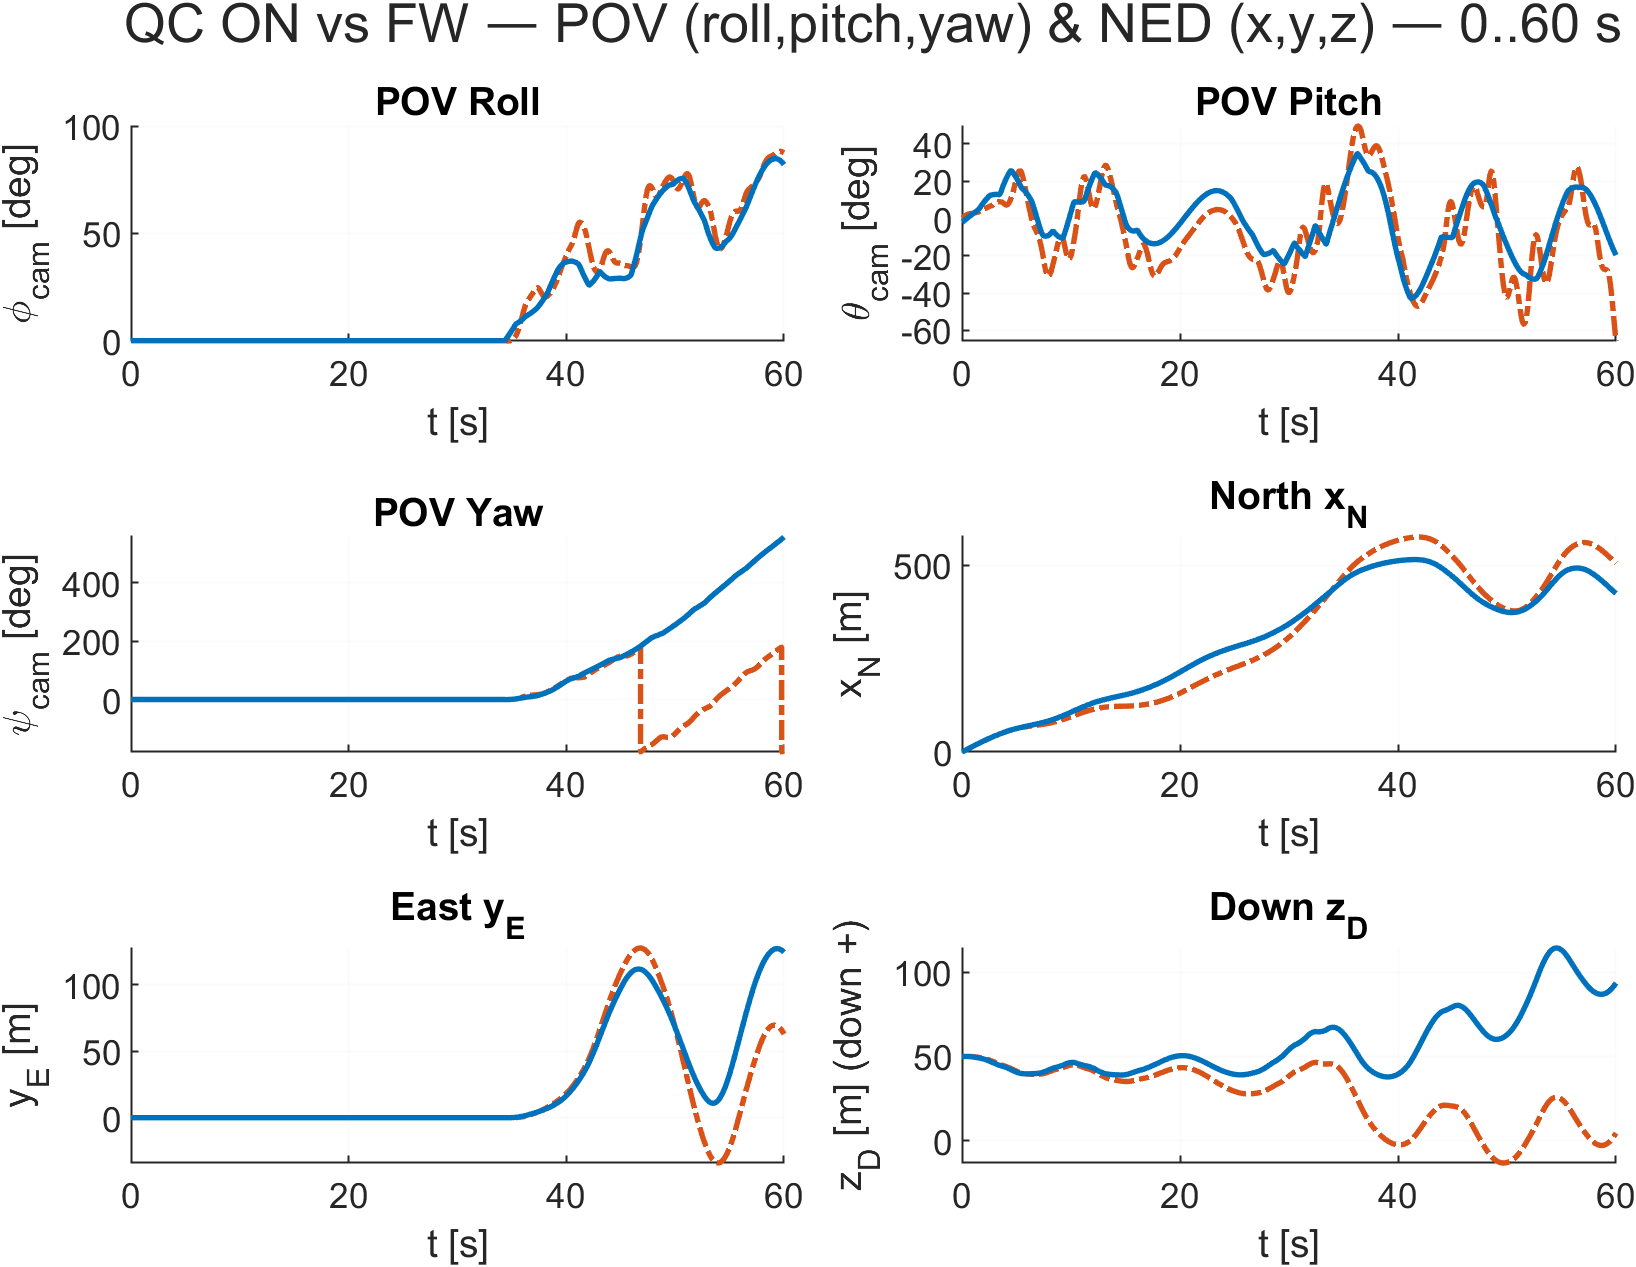 QC ON vs FW — POV (roll,pitch,yaw) & NED (x,y,z) — 0..60 s
POV Roll
ϕcam [deg]
100
50
0
0 20 40 60
t [s]
POV Pitch
θcam [deg]
40
20
0
-20
-40
-60
0 20 40 60
t [s]
POV Yaw
ψcam [deg]
400
200
0
0 20 40 60
t [s]
North xN
xN [m]
500
0
0 20 40 60
t [s]
East yE
yE [m]
100
50
0
0 20 40 60
t [s]
Down zD
zD [m] (down +)
100
50
0
0 20 40 60
t [s]